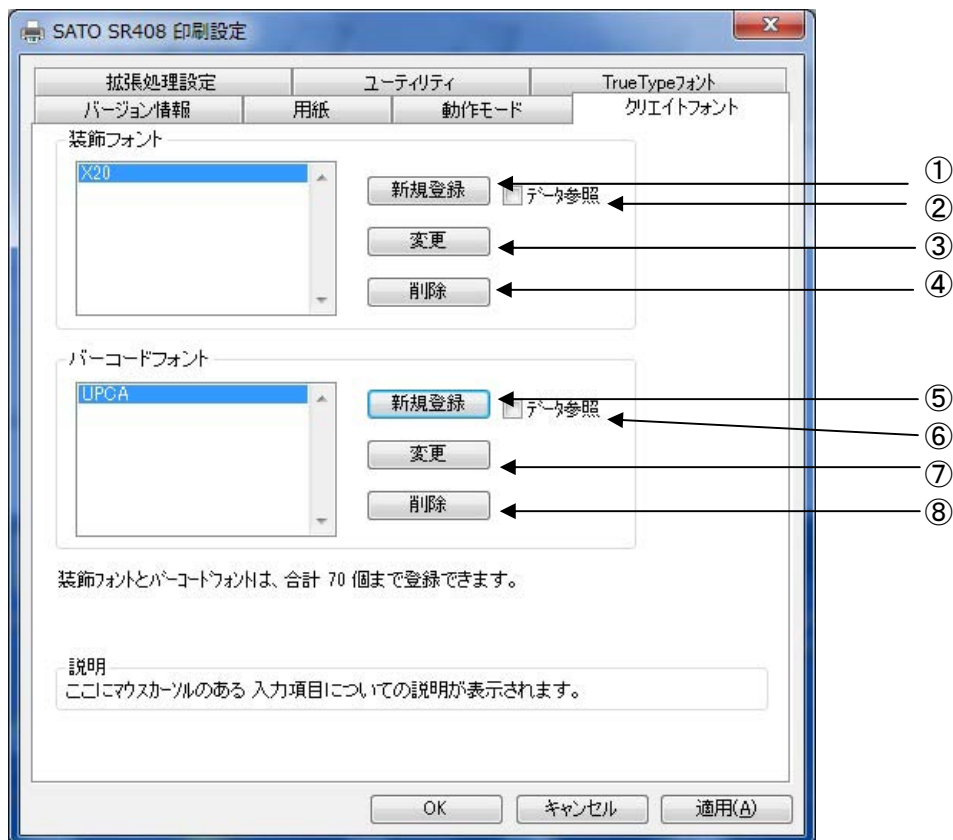 SATO SR408 印刷設定
拡張処理設定 ユーティリティ TrueTypeフォント
バージョン情報 用紙 動作モード クリエイトフォント
装飾フォント
X20
新規登録 データ参照
変更
削除
①
②
③
④
バーコードフォント
UPCA
新規登録 データ参照
変更
削除
⑤
⑥
⑦
⑧
装飾フォントとバーコードフォントは、合計 70 個まで登録できます。
説明
ここにマウスカーソルのある 入力項目についての説明が表示されます。
OK キャンセル 適用(A)